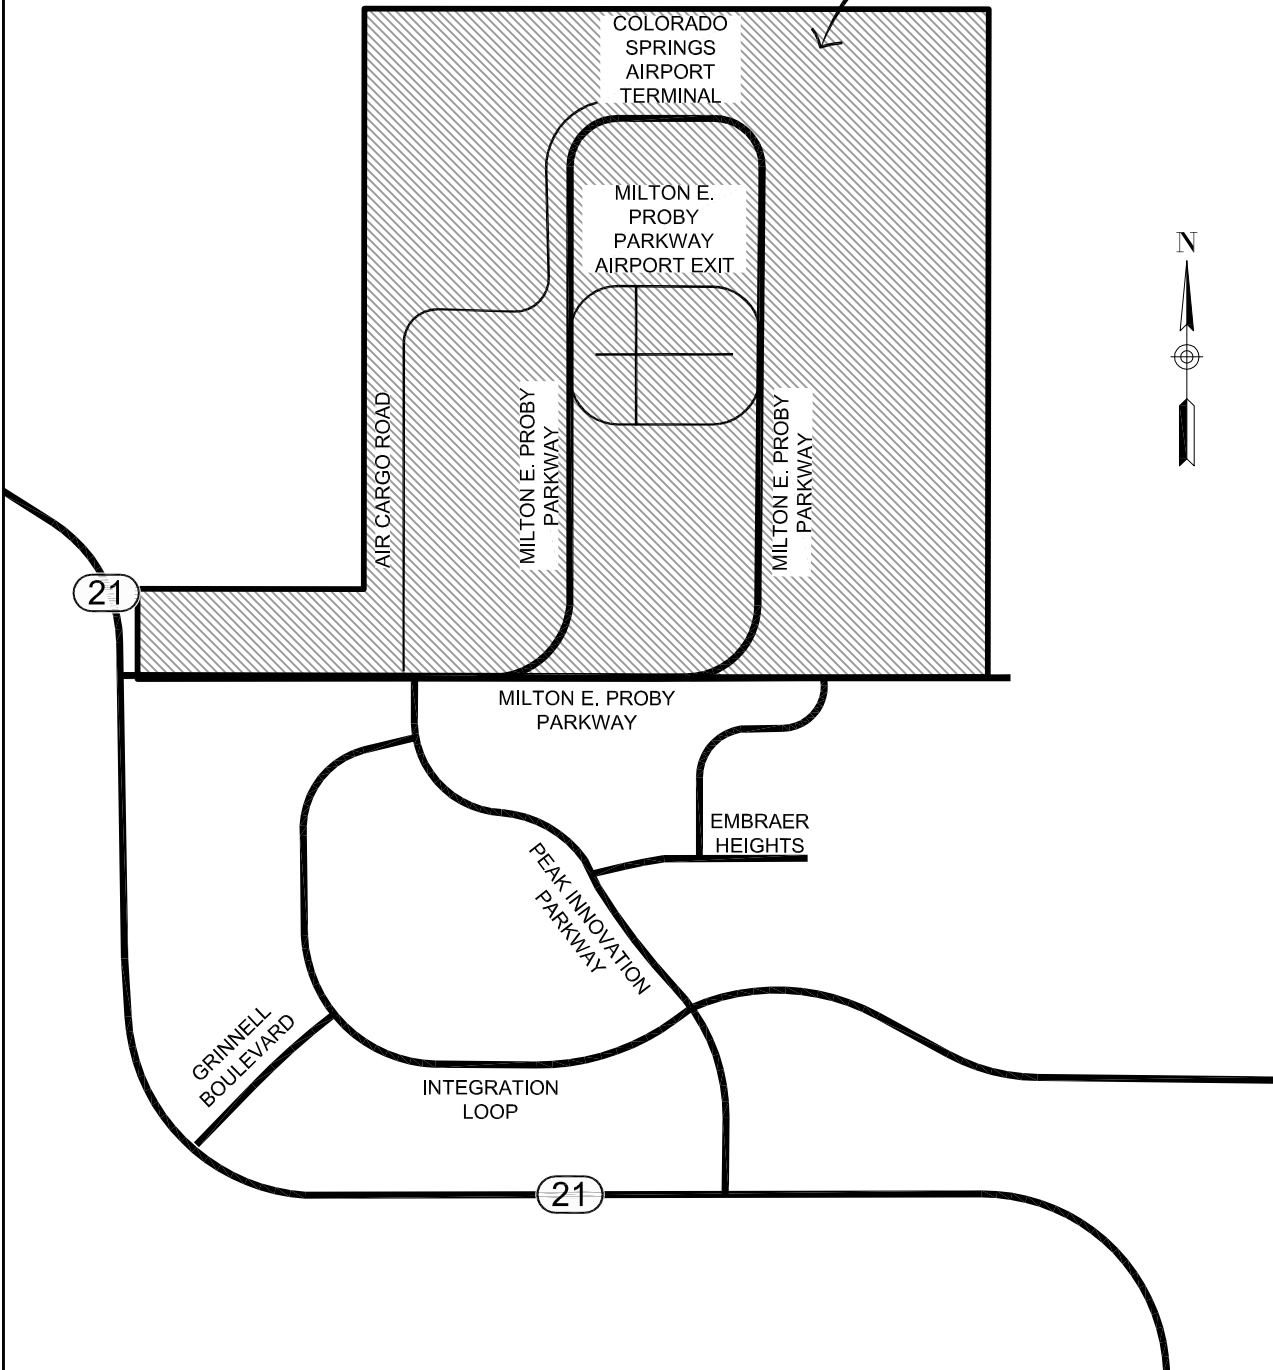 COLORADO
SPRINGS
AIRPORT
TERMINAL
MILTON E.
PROBY
PARKWAY
AIRPORT EXIT
N
AIR CARGO ROAD
MILTON E. PROBY
PARKWAY
MILTON E. PROBY
PARKWAY
21
MILTON E. PROBY
PARKWAY
EMBRAER
HEIGHTS
PEAK INNOVATION
PARKWAY
GRINNELL
BOULEVARD
INTEGRATION
LOOP
21